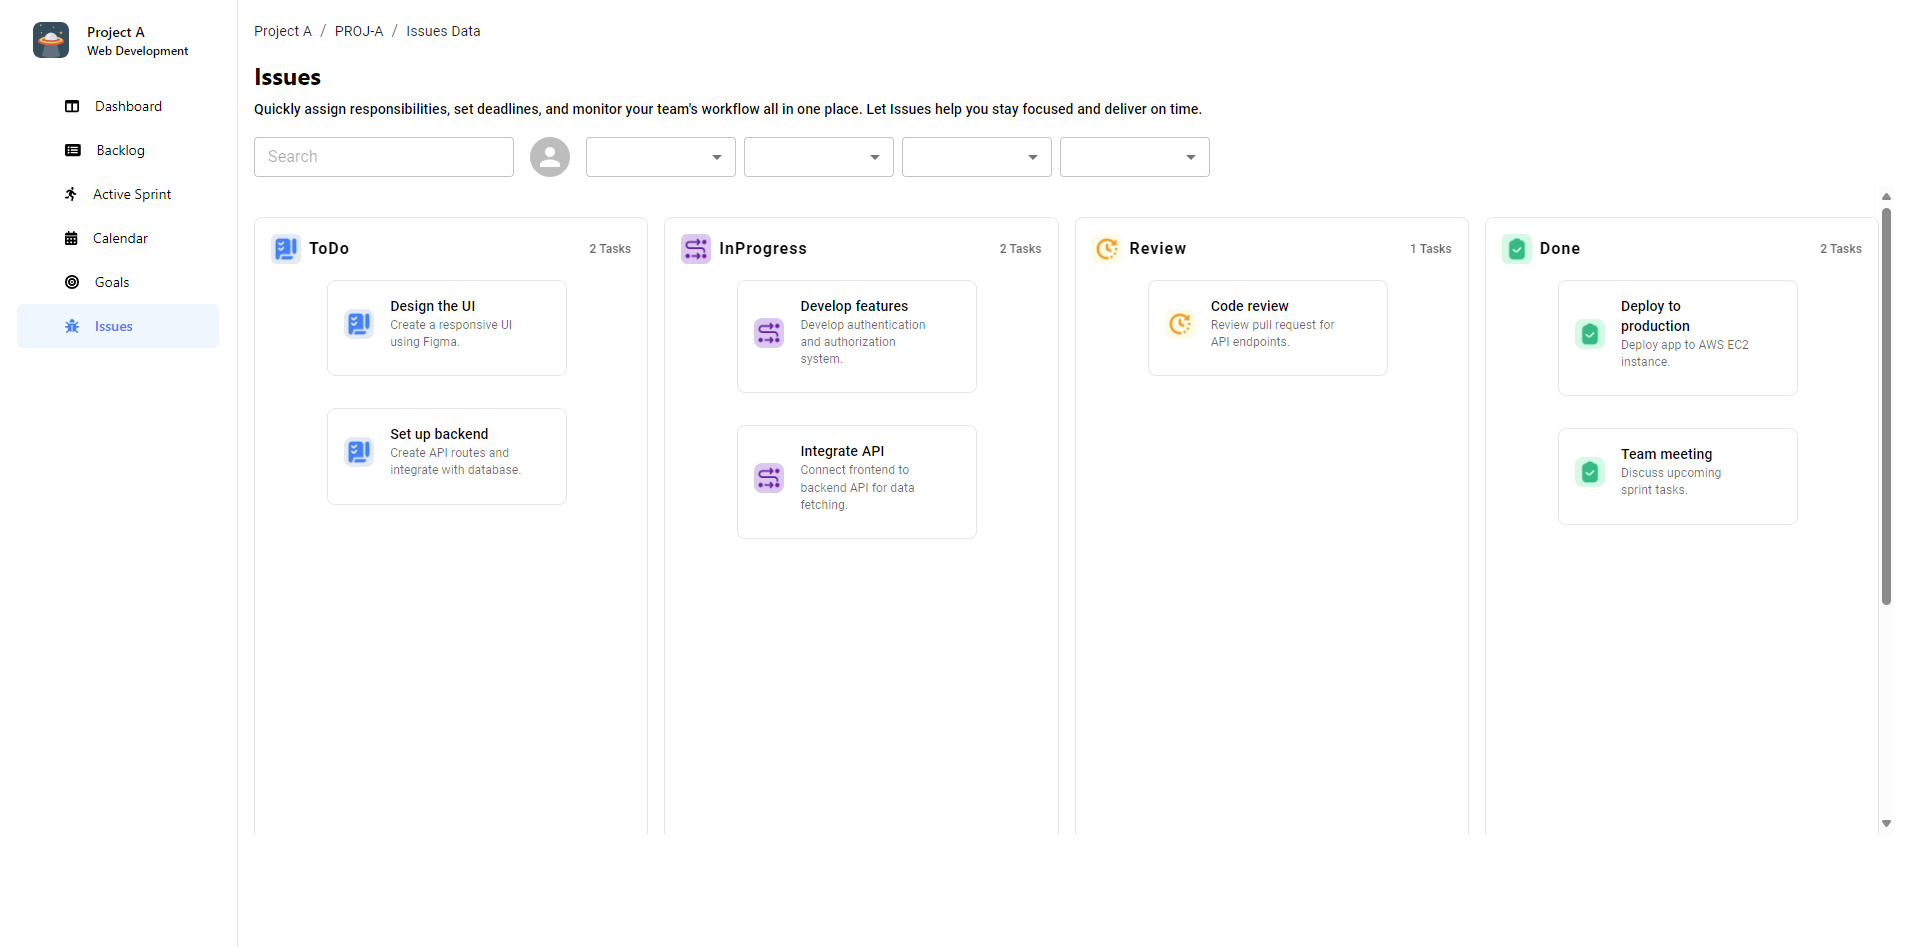 Project A
Web Development
Dashboard
Backlog
Active Sprint
Calendar
Goals
Issues
Project A / PROJ-A / Issues Data
Issues
Quickly assign responsibilities, set deadlines, and monitor your team's workflow all in one place. Let Issues help you stay focused and deliver on time.
Search
ToDo 2 Tasks
Design the UI
Create a responsive UI
using Figma.
Set up backend
Create API routes and
integrate with database.
InProgress 2 Tasks
Develop features
Develop authentication
and authorization
system.
Integrate API
Connect frontend to
backend API for data
fetching.
Review 1 Tasks
Code review
Review pull request for
API endpoints.
Done 2 Tasks
Deploy to
production
Deploy app to AWS EC2
instance.
Team meeting
Discuss upcoming
sprint tasks.